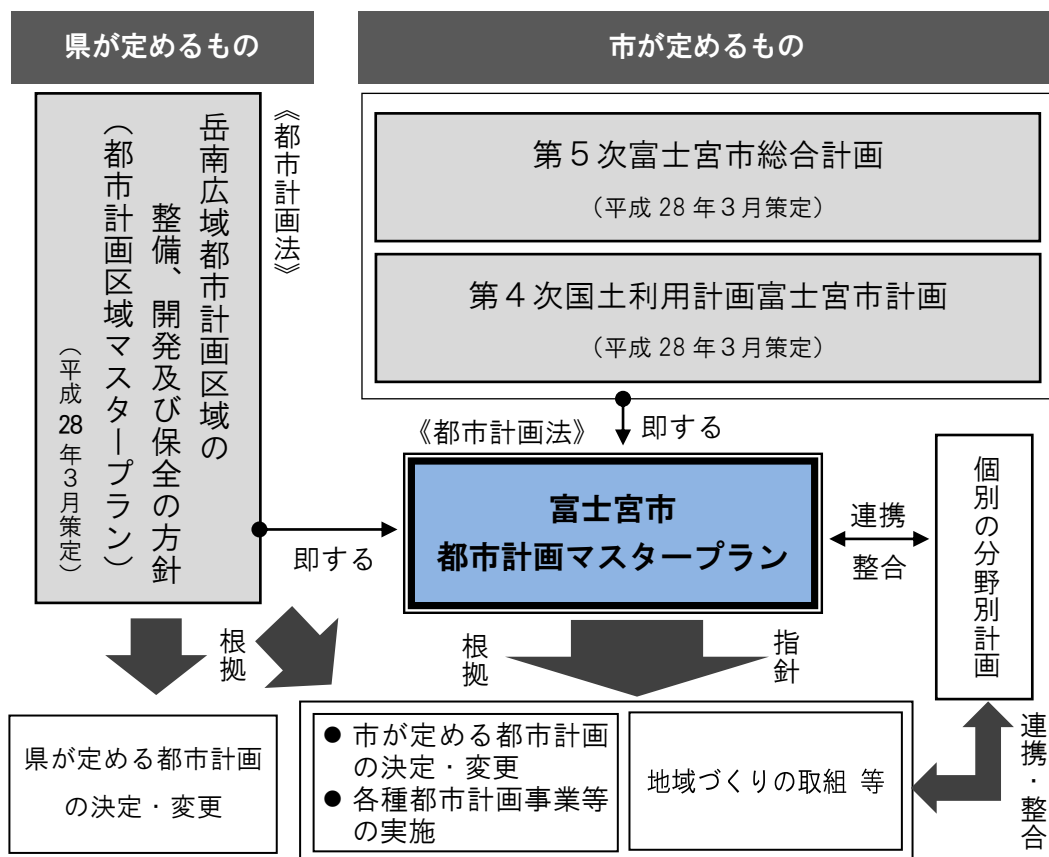 県が定めるもの
市が定めるもの
《都市計画法》
岳南広域都市計画区域の
整備、開発及び保全の方針
（都市計画区域マスタープラン）
（平成28年３月策定）
第５次富士宮市総合計画
（平成 28 年３月策定）
第４次国土利用計画富士宮市計画
（平成 28 年３月策定）
《都市計画法》
即する
即する
富士宮市
都市計画マスタープラン
連携
整合
個別の分野別計画
根拠
根拠
指針
連携・整合
県が定める都市計画
の決定・変更
● 市が定める都市計画
の決定・変更
● 各種都市計画事業等
の実施
地域づくりの取組 等